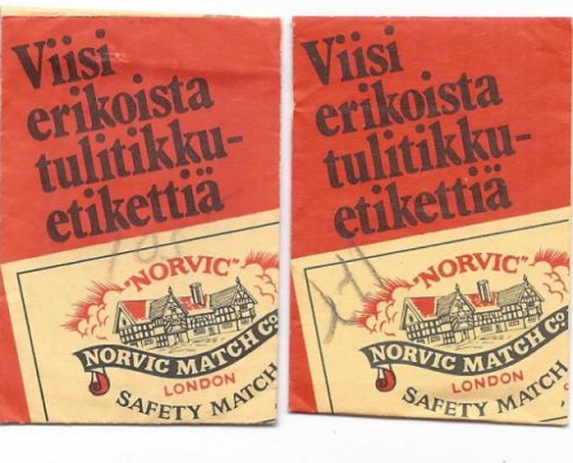 Viisi
erikoista
tulitikku-
etikettiä
"NORVIC"
NORVIC MATCH Co.
LONDON
SAFETY MATCH
Viisi
erikoista
tulitikku-
etikettiä
"NORVIC"
NORVIC MATCH Co.
LONDON
SAFETY MATCH